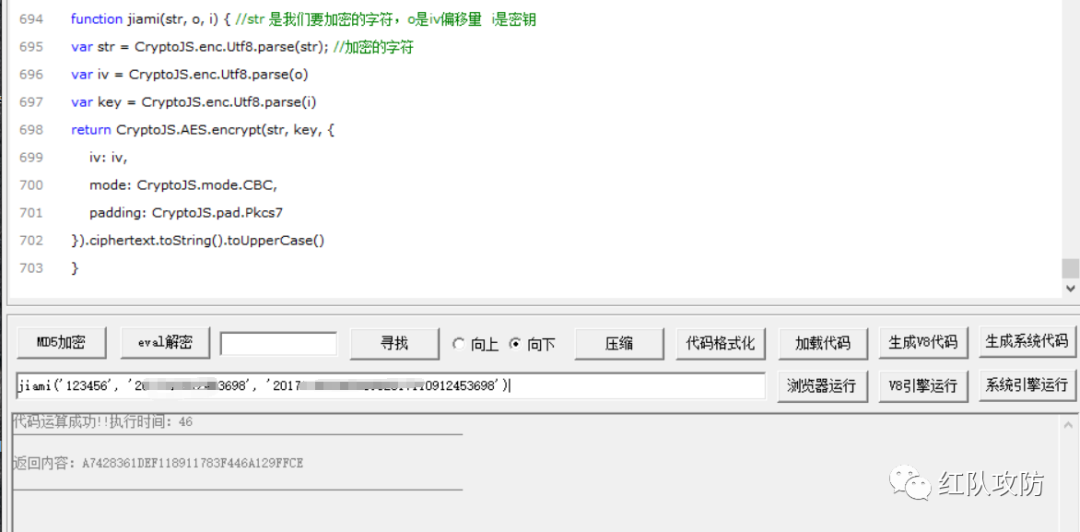 694 function jiami(str, o, i) { //str 是我们要加密的字符，o是iv偏移量 i是密钥
695 var str = CryptoJS.enc.Utf8.parse(str); //加密的字符
696 var iv = CryptoJS.enc.Utf8.parse(o)
697 var key = CryptoJS.enc.Utf8.parse(i)
698 return CryptoJS.AES.encrypt(str, key, {
699 iv: iv,
700 mode: CryptoJS.mode.CBC,
701 padding: CryptoJS.pad.Pkcs7
702 }).ciphertext.toString().toUpperCase()
703 }
MD5加密 eval解密 寻找 向上 向下 压缩 代码格式化 加载代码 生成V8代码 生成系统代码
jiami('123456', '20 3698', '2017 0912453698') 浏览器运行 V8引擎运行 系统引擎运行
代码运算成功!!执行时间：46
返回内容：A7428361DEF118911783F446A129FFCE
红队攻防